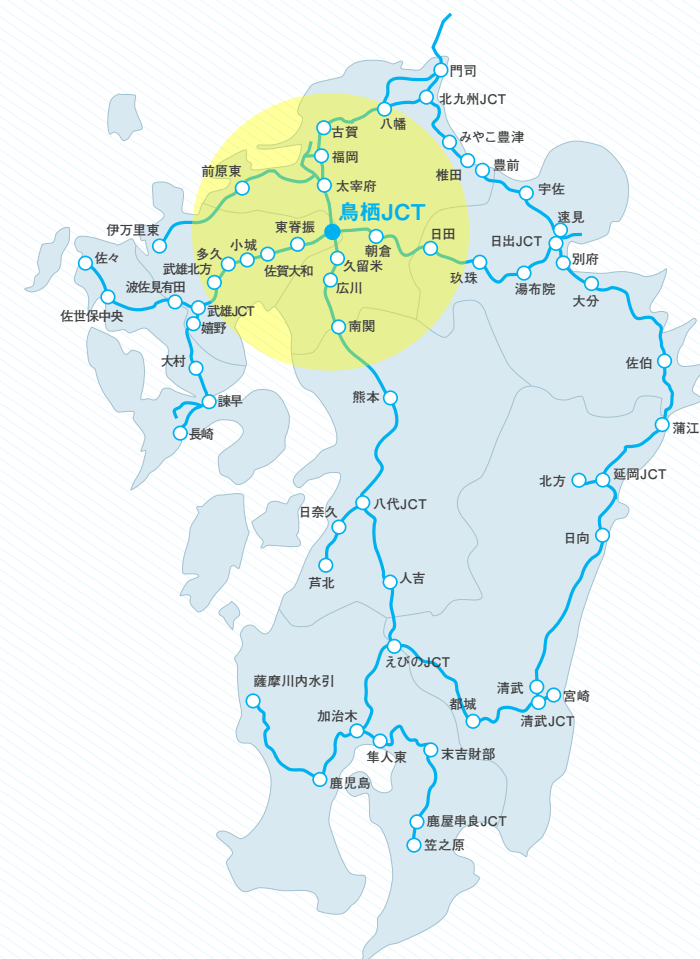 門司
北九州JCT
八幡
古賀
みやこ豊津
福岡
椎田
豊前
前原東
太宰府
宇佐
鳥栖JCT
速見
伊万里東
東脊振
日田
日出JCT
小城
朝倉
多久
佐々
武雄北方
佐賀大和
久留米
別府
玖珠
波佐見有田
広川
湯布院
大分
佐世保中央
武雄JCT
嬉野
南関
大村
佐伯
熊本
諫早
蒲江
長崎
延岡JCT
北方
八代JCT
日奈久
日向
芦北
人吉
えびのJCT
薩摩川内水引
清武
宮崎
都城
加治木
清武JCT
隼人東
末吉財部
鹿児島
鹿屋串良JCT
笠之原